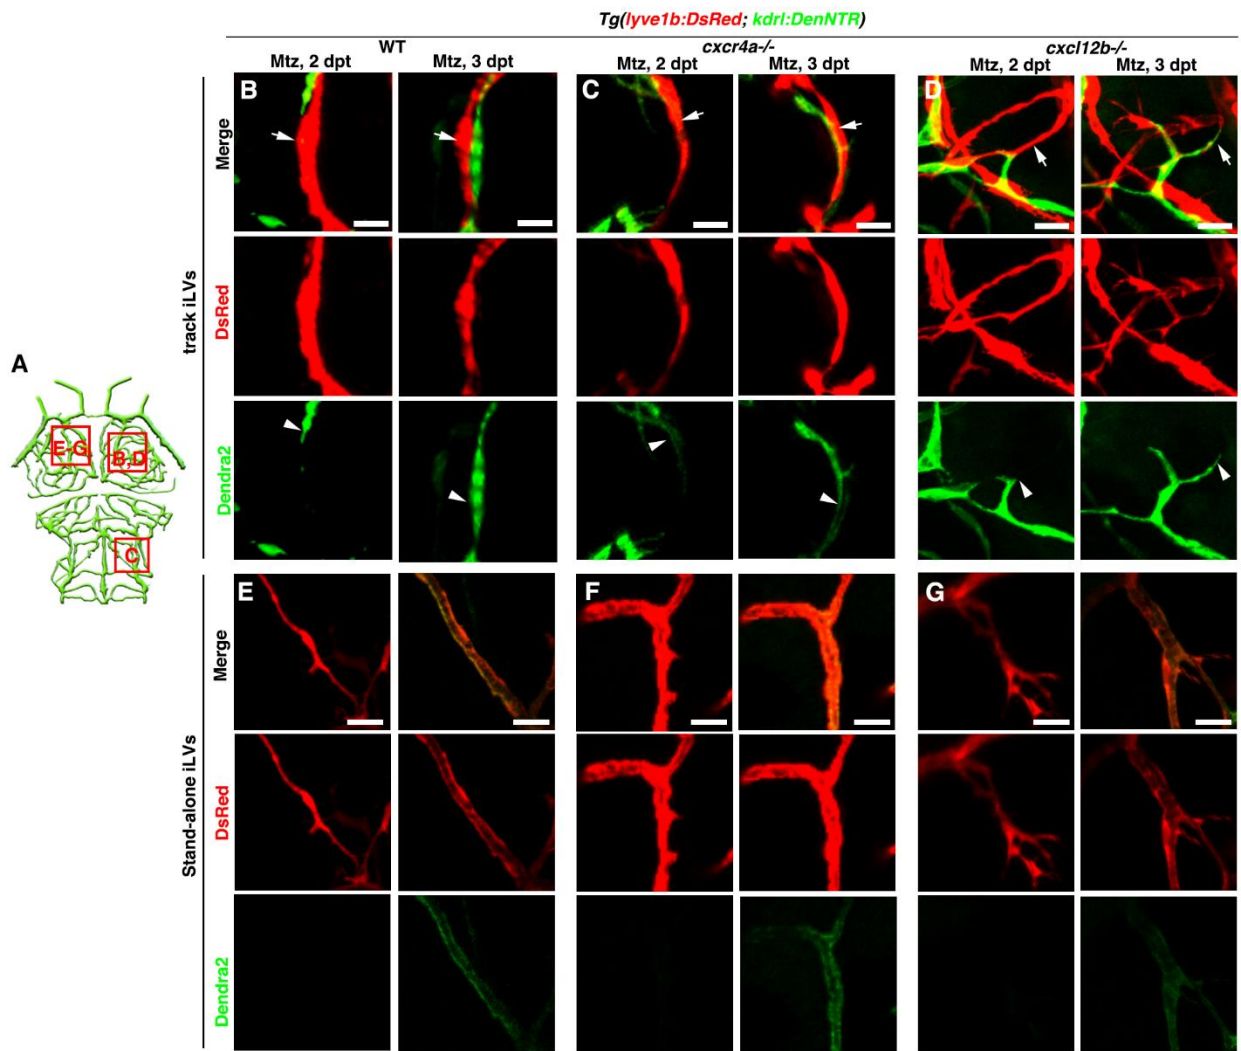 Tg(lyve1b:DsRed; kdrl:DenNTR)
WT
cxcr4a-/-
cxcl12b-/-
Mtz, 2 dpt
Mtz, 3 dpt
Mtz, 2 dpt
Mtz, 3 dpt
Mtz, 2 dpt
Mtz, 3 dpt
track iLVs
Merge
B
C
D
DsRed
Dendra2
A
E-G
B,D
C
Stand-alone iLVs
Merge
E
F
G
DsRed
Dendra2